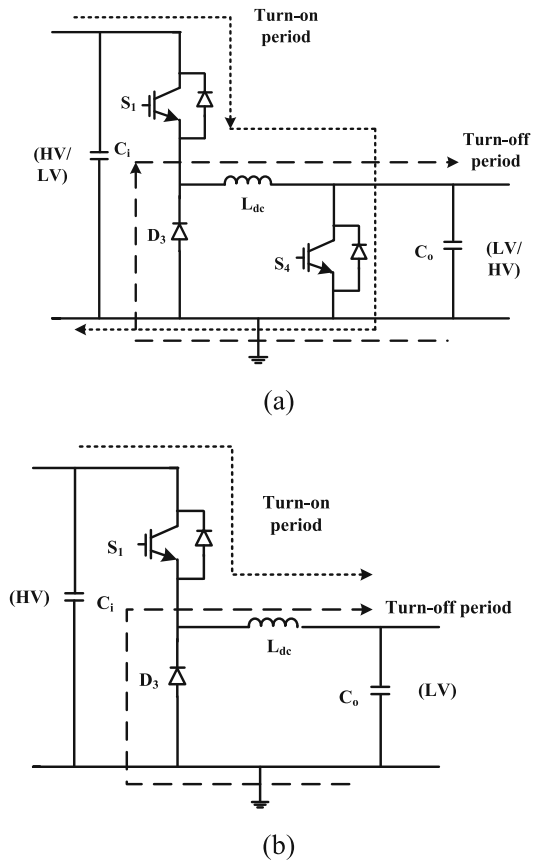 Turn-on
period
S1
(HV/
LV)
Ci
Turn-off
period
Ldc
D3
S4
Co
(LV/
HV)
(a)
Turn-on
period
S1
(HV)
Ci
Turn-off period
Ldc
D3
Co
(LV)
(b)